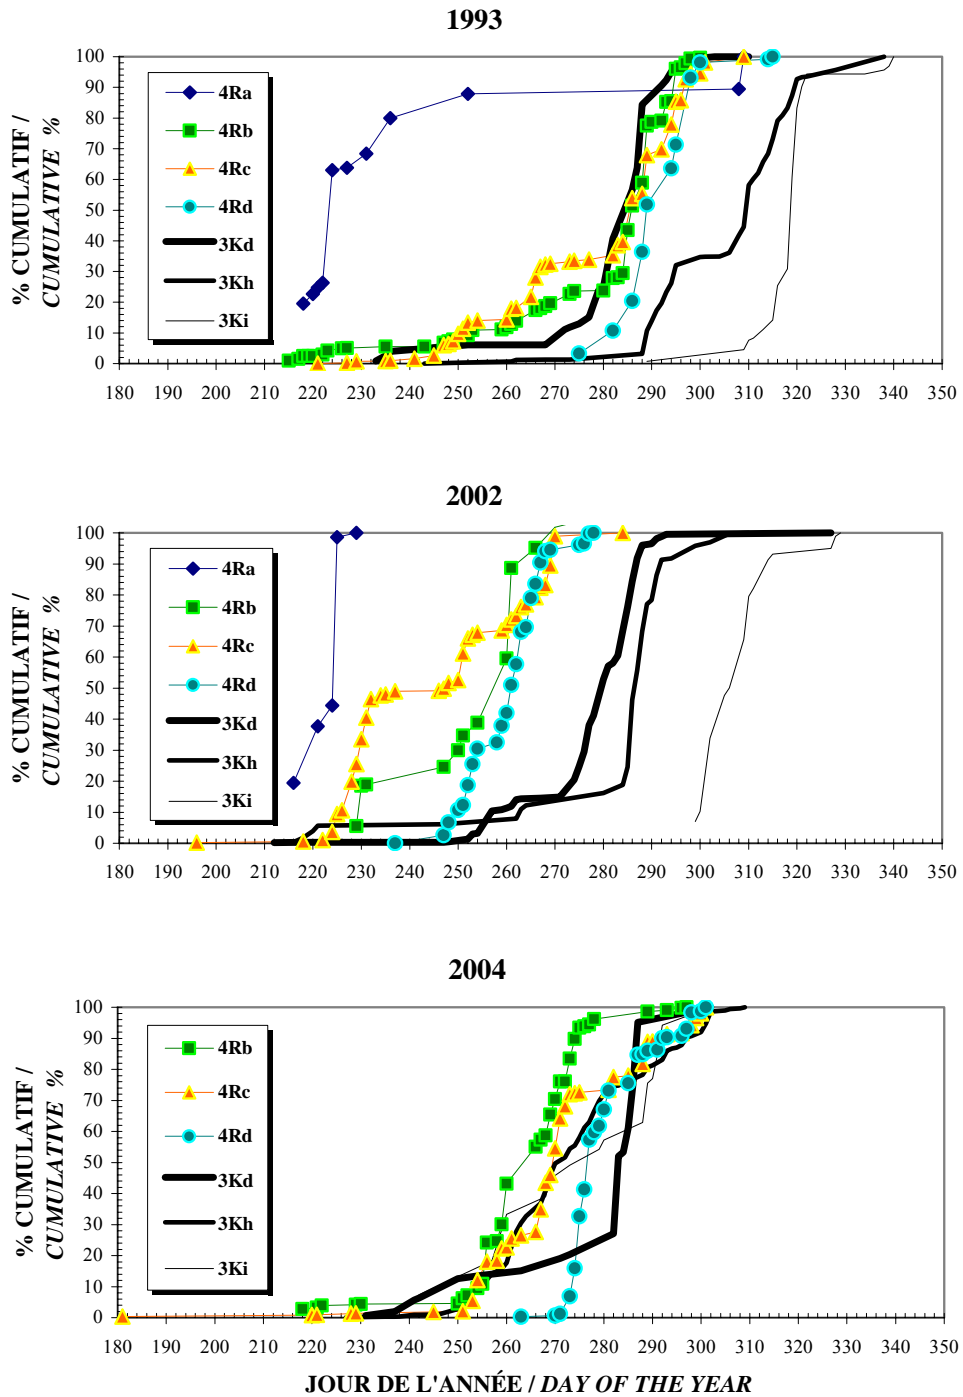 1993
% CUMULATIF /
CUMULATIVE %
100
90
80
70
60
50
40
30
20
10
0
4Ra
4Rb
4Rc
4Rd
3Kd
3Kh
3Ki
180 190 200 210 220 230 240 250 260 270 280 290 300 310 320 330 340 350
2002
% CUMULATIF /
CUMULATIVE %
100
90
80
70
60
50
40
30
20
10
0
4Ra
4Rb
4Rc
4Rd
3Kd
3Kh
3Ki
180 190 200 210 220 230 240 250 260 270 280 290 300 310 320 330 340 350
2004
% CUMULATIF /
CUMULATIVE %
100
90
80
70
60
50
40
30
20
10
0
4Rb
4Rc
4Rd
3Kd
3Kh
3Ki
180 190 200 210 220 230 240 250 260 270 280 290 300 310 320 330 340 350
JOUR DE L'ANNÉE / DAY OF THE YEAR